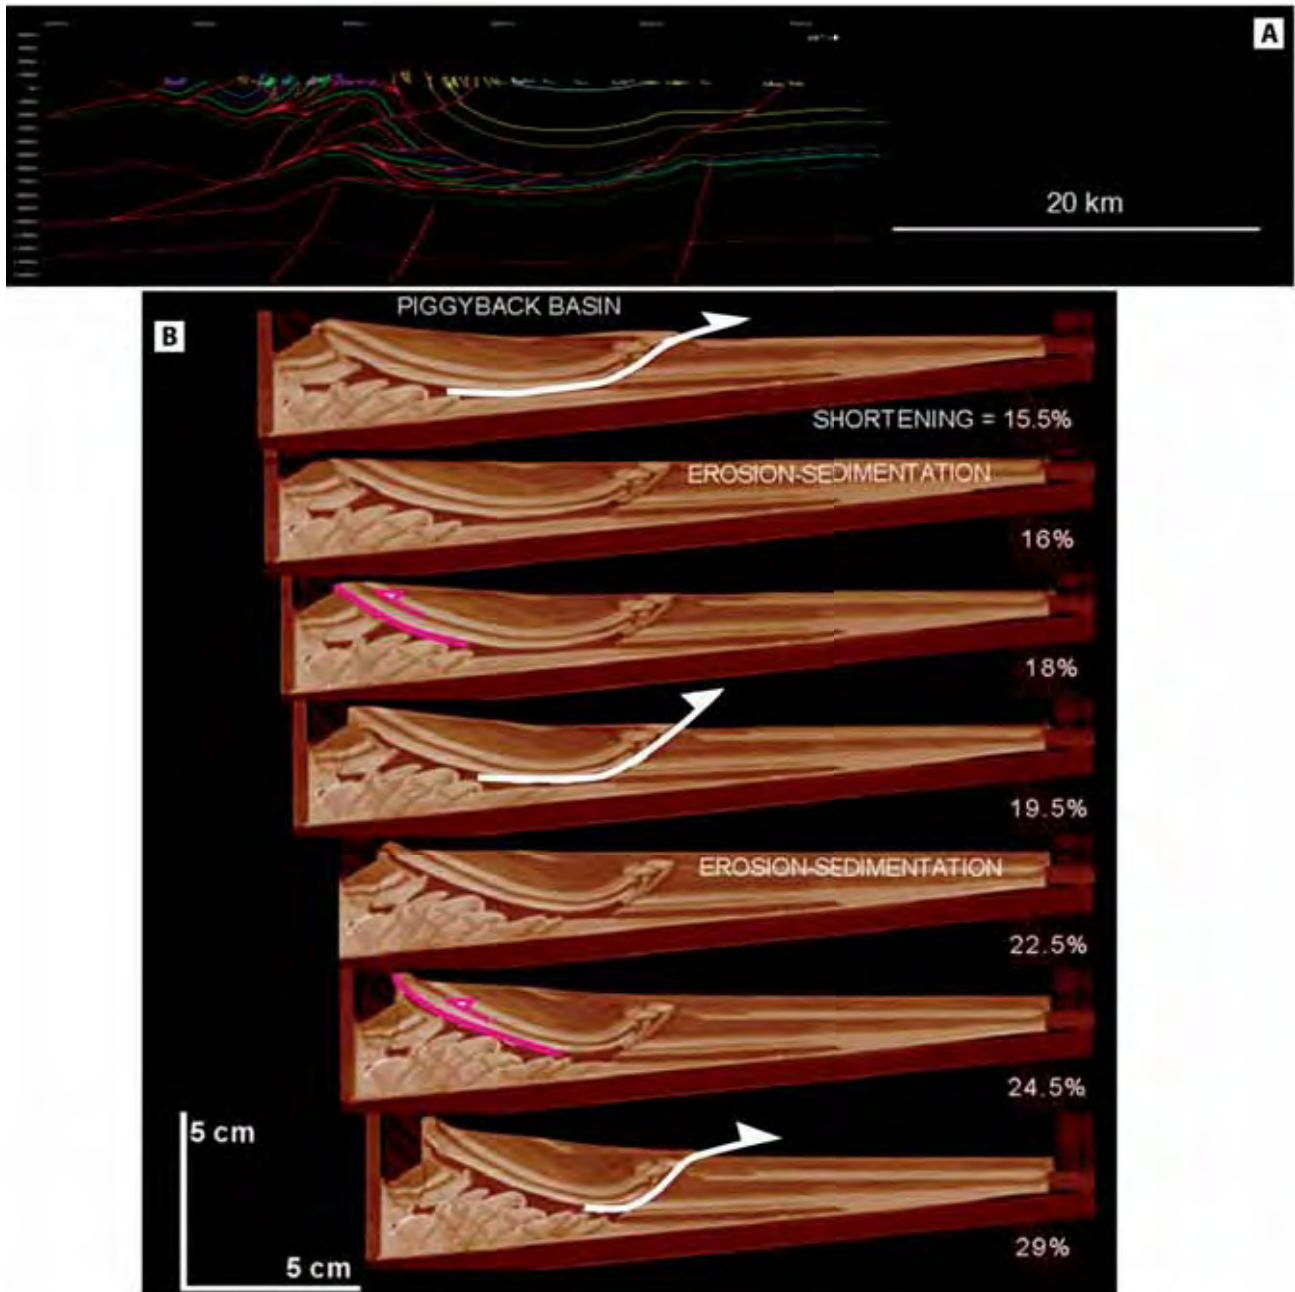 A
20 km
PIGGYBACK BASIN
B
SHORTENING = 15.5%
EROSION-SEDIMENTATION
16%
18%
19.5%
EROSION-SEDIMENTATION
22.5%
24.5%
5 cm
5 cm
29%